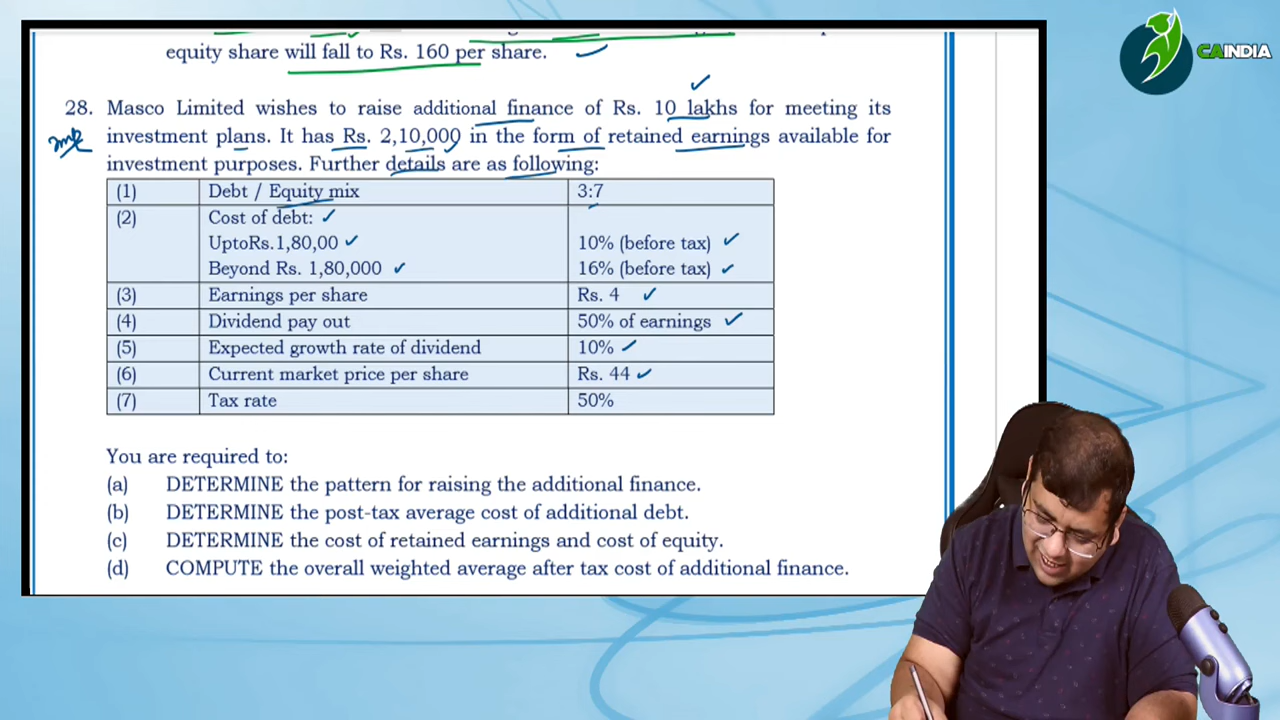 equity share will fall to Rs. 160 per share.
CAINDIA
28. Masco Limited wishes to raise additional finance of Rs. 10 lakhs for meeting its
investment plans. It has Rs. 2,10,000 in the form of retained earnings available for
investment purposes. Further details are as following:
(1) Debt / Equity mix 3:7
(2) Cost of debt:
UptoRs.1,80,00 10% (before tax)
Beyond Rs. 1,80,000 16% (before tax)
(3) Earnings per share Rs. 4
(4) Dividend pay out 50% of earnings
(5) Expected growth rate of dividend 10%
(6) Current market price per share Rs. 44
(7) Tax rate 50%
You are required to:
(a) DETERMINE the pattern for raising the additional finance.
(b) DETERMINE the post-tax average cost of additional debt.
(c) DETERMINE the cost of retained earnings and cost of equity.
(d) COMPUTE the overall weighted average after tax cost of additional finance.